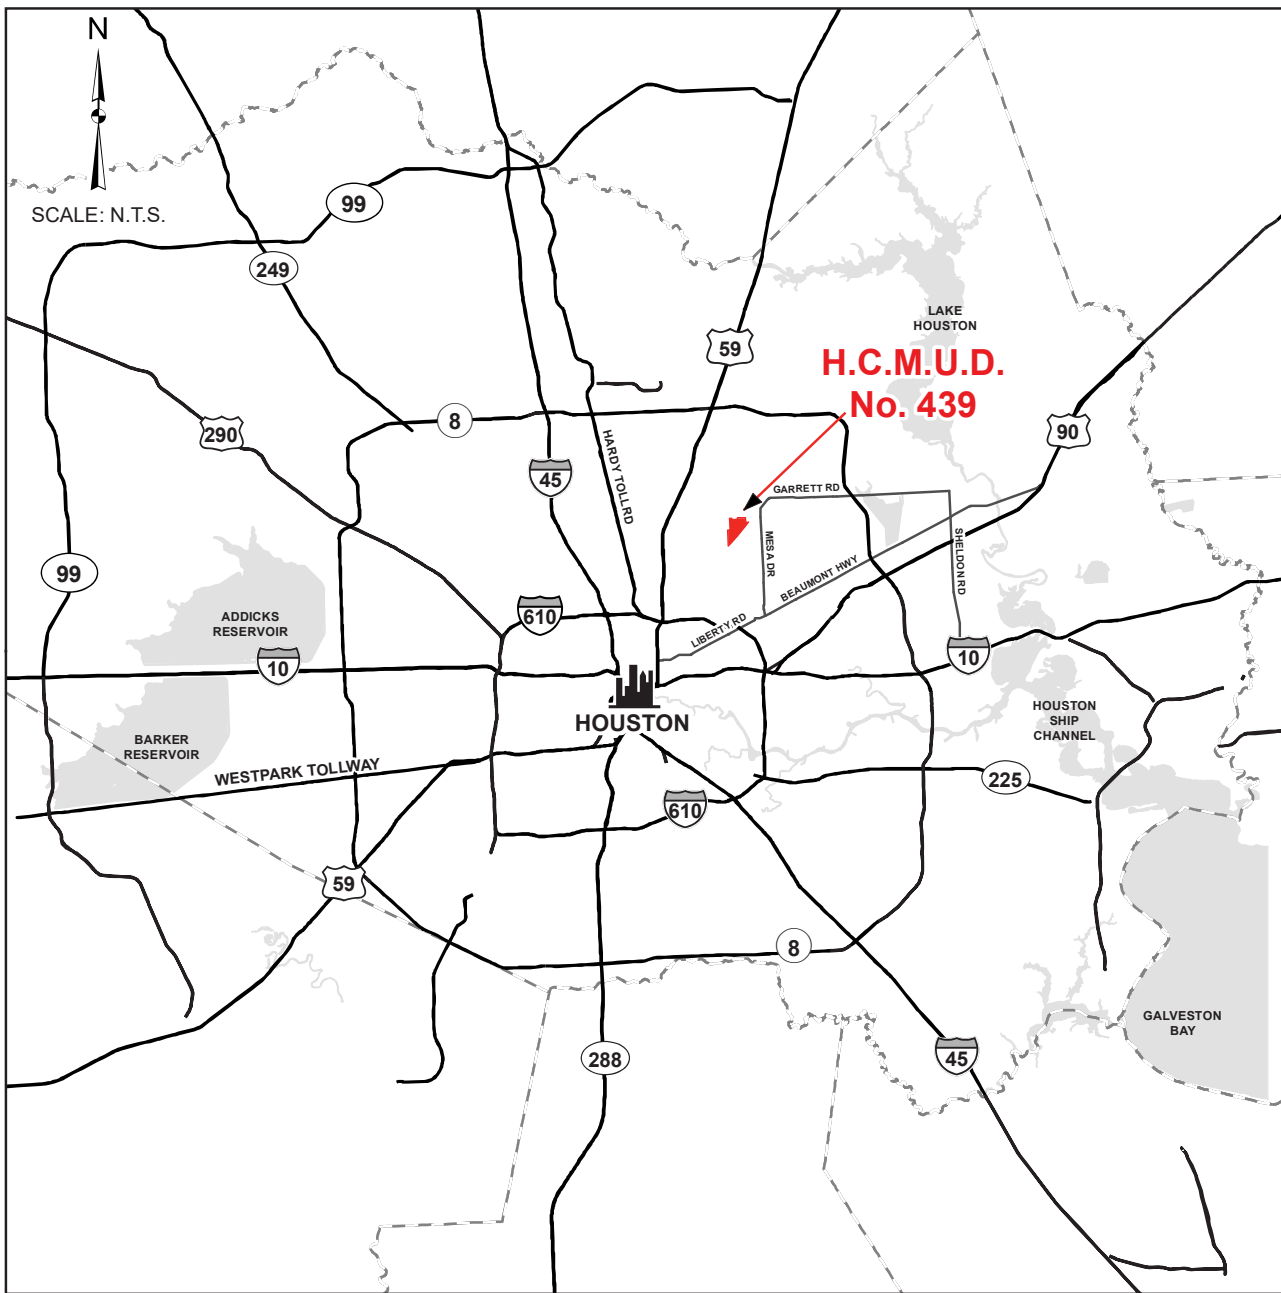 N
SCALE: N.T.S.
99
249
LAKE
HOUSTON
59
H.C.M.U.D.
No. 439
8
290
90
HARDY TOLL RD
45
GARRETT RD
MESA DR
SHELDON RD
BEAUMONT HWY
99
610
ADDICKS
RESERVOIR
LIBERTY RD
10
10
HOUSTON
HOUSTON
SHIP
CHANNEL
BARKER
RESERVOIR
WESTPARK TOLLWAY
225
610
59
8
GALVESTON
BAY
288
45